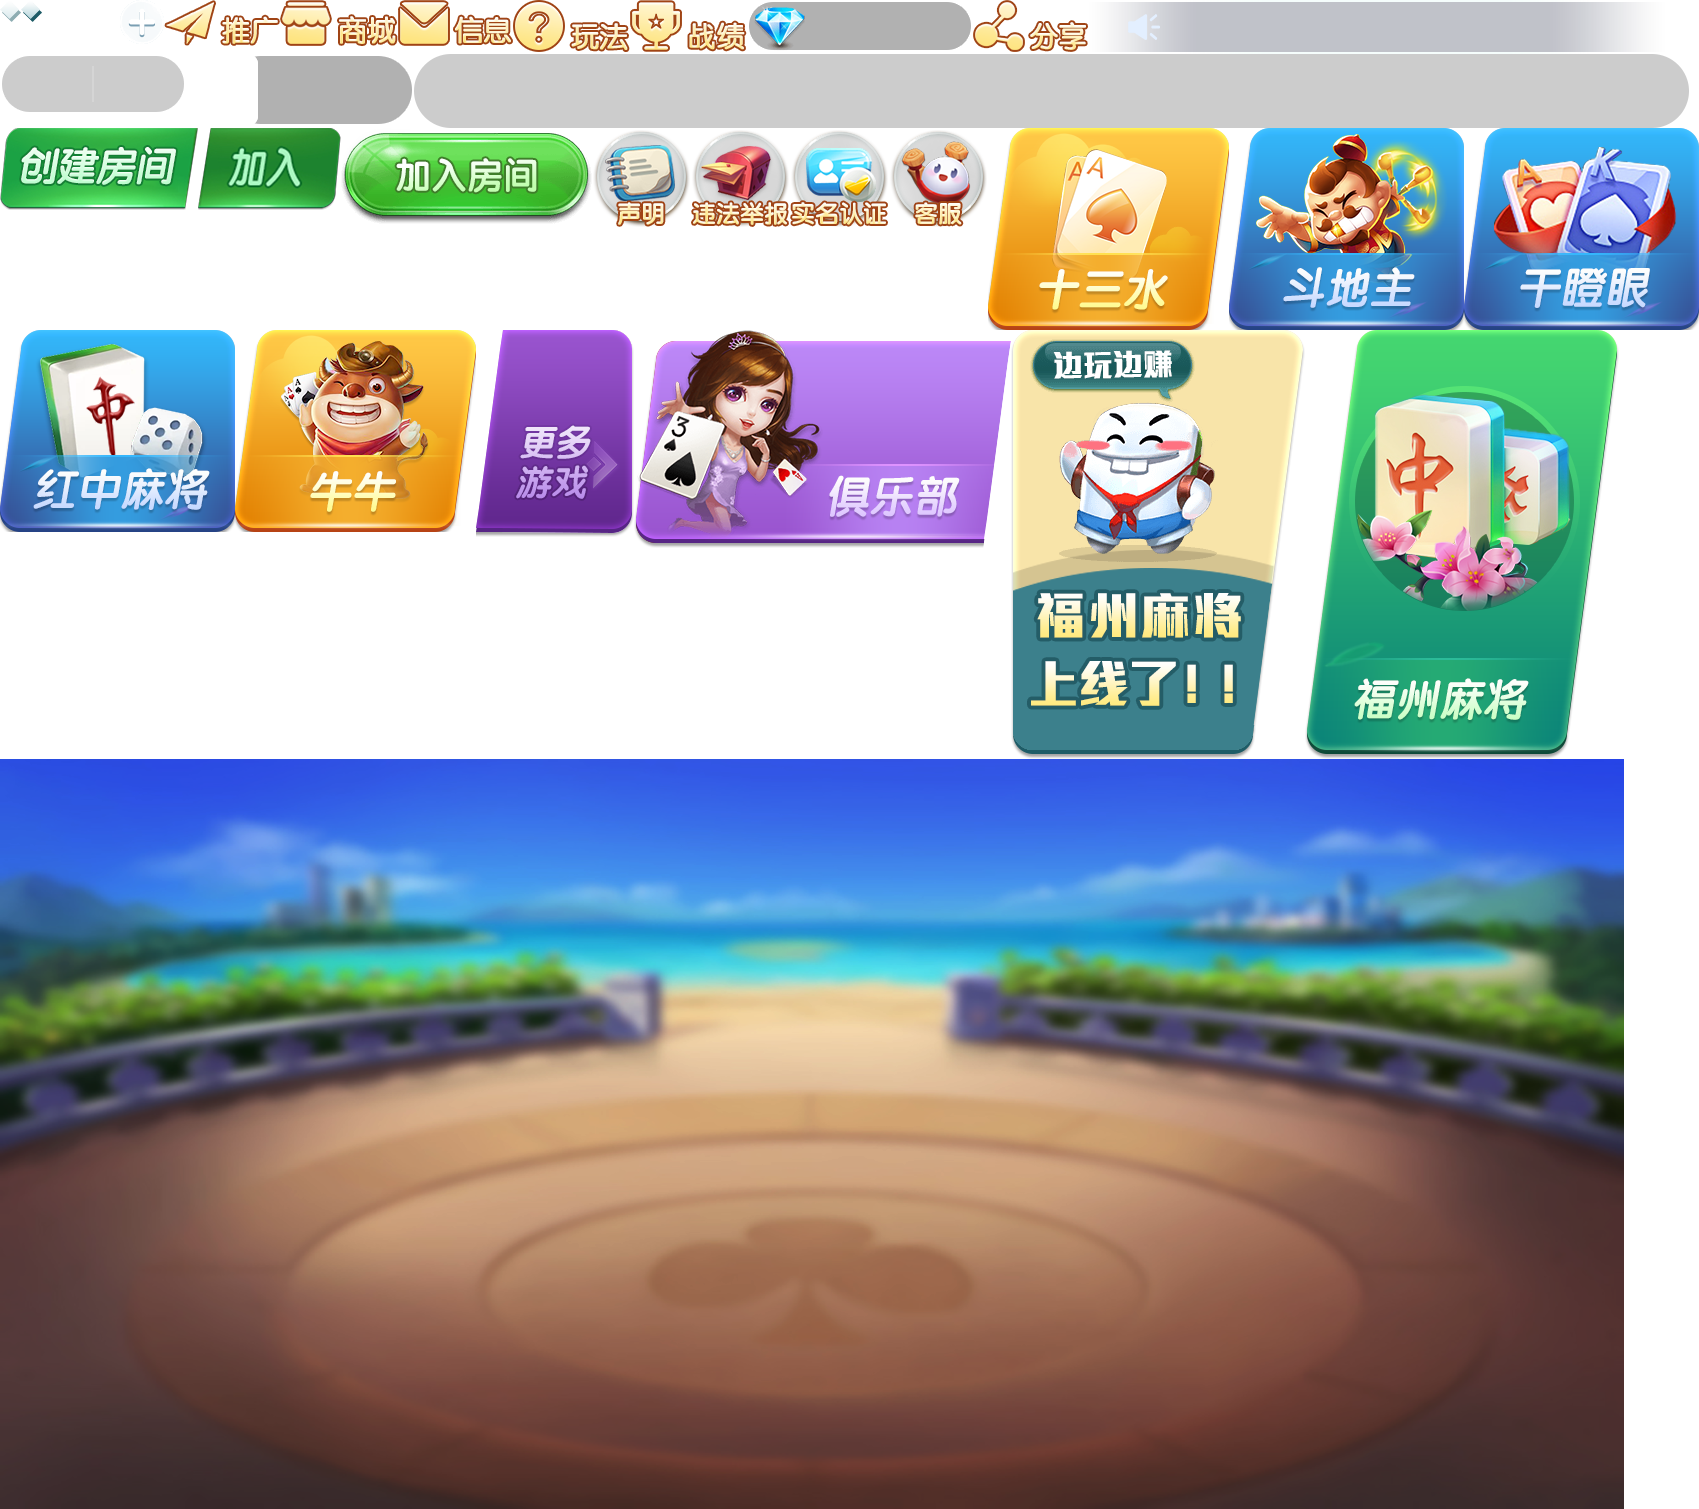 推广
商城
信息
玩法
战绩
分享
创建房间
加入
加入房间
声明
违法举报
实名认证
客服
A A
十三水
斗地主
A K
干瞪眼
中
红中麻将
A
A
A
牛牛
更多
游戏
3
俱乐部
边玩边赚
福州麻将
上线了!!
中
福州麻将